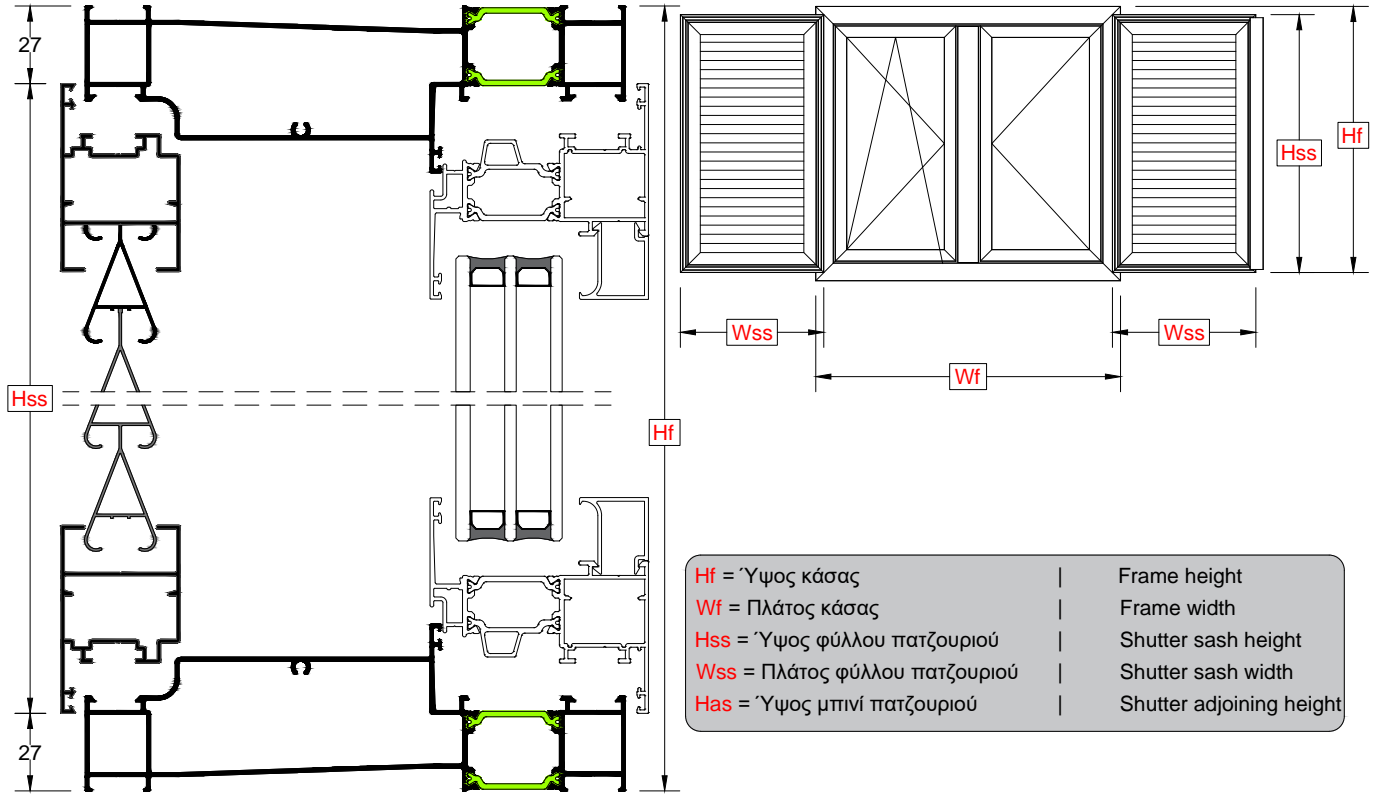 27
Hss
27
Hf
Hss
Hf
Wss
Wss
Wf
Hf = Ύψος κάσας | Frame height
Wf = Πλάτος κάσας | Frame width
Hss = Ύψος φύλλου πατζουριού | Shutter sash height
Wss = Πλάτος φύλλου πατζουριού | Shutter sash width
Has = Ύψος μπινί πατζουριού | Shutter adjoining height